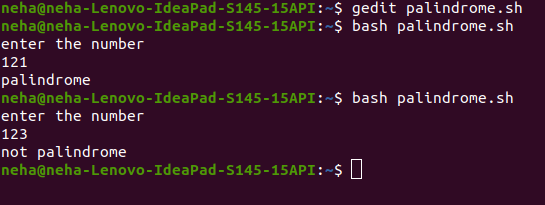 neha@neha-Lenovo-IdeaPad-S145-15API:~$ gedit palindrome.sh
neha@neha-Lenovo-IdeaPad-S145-15API:~$ bash palindrome.sh
enter the number
121
palindrome
neha@neha-Lenovo-IdeaPad-S145-15API:~$ bash palindrome.sh
enter the number
123
not palindrome
neha@neha-Lenovo-IdeaPad-S145-15API:~$